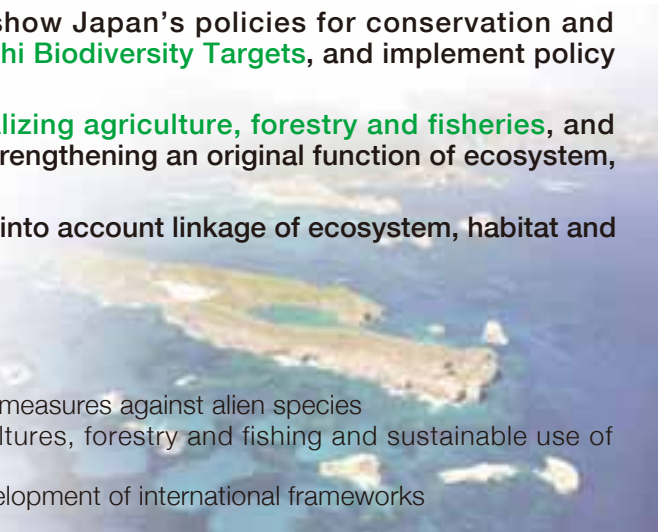 show Japan's policies for conservation and
hi Biodiversity Targets, and implement policy
lizing agriculture, forestry and fisheries, and
rengthening an original function of ecosystem,
into account linkage of ecosystem, habitat and
measures against alien species
ltures, forestry and fishing and sustainable use of
elopment of international frameworks